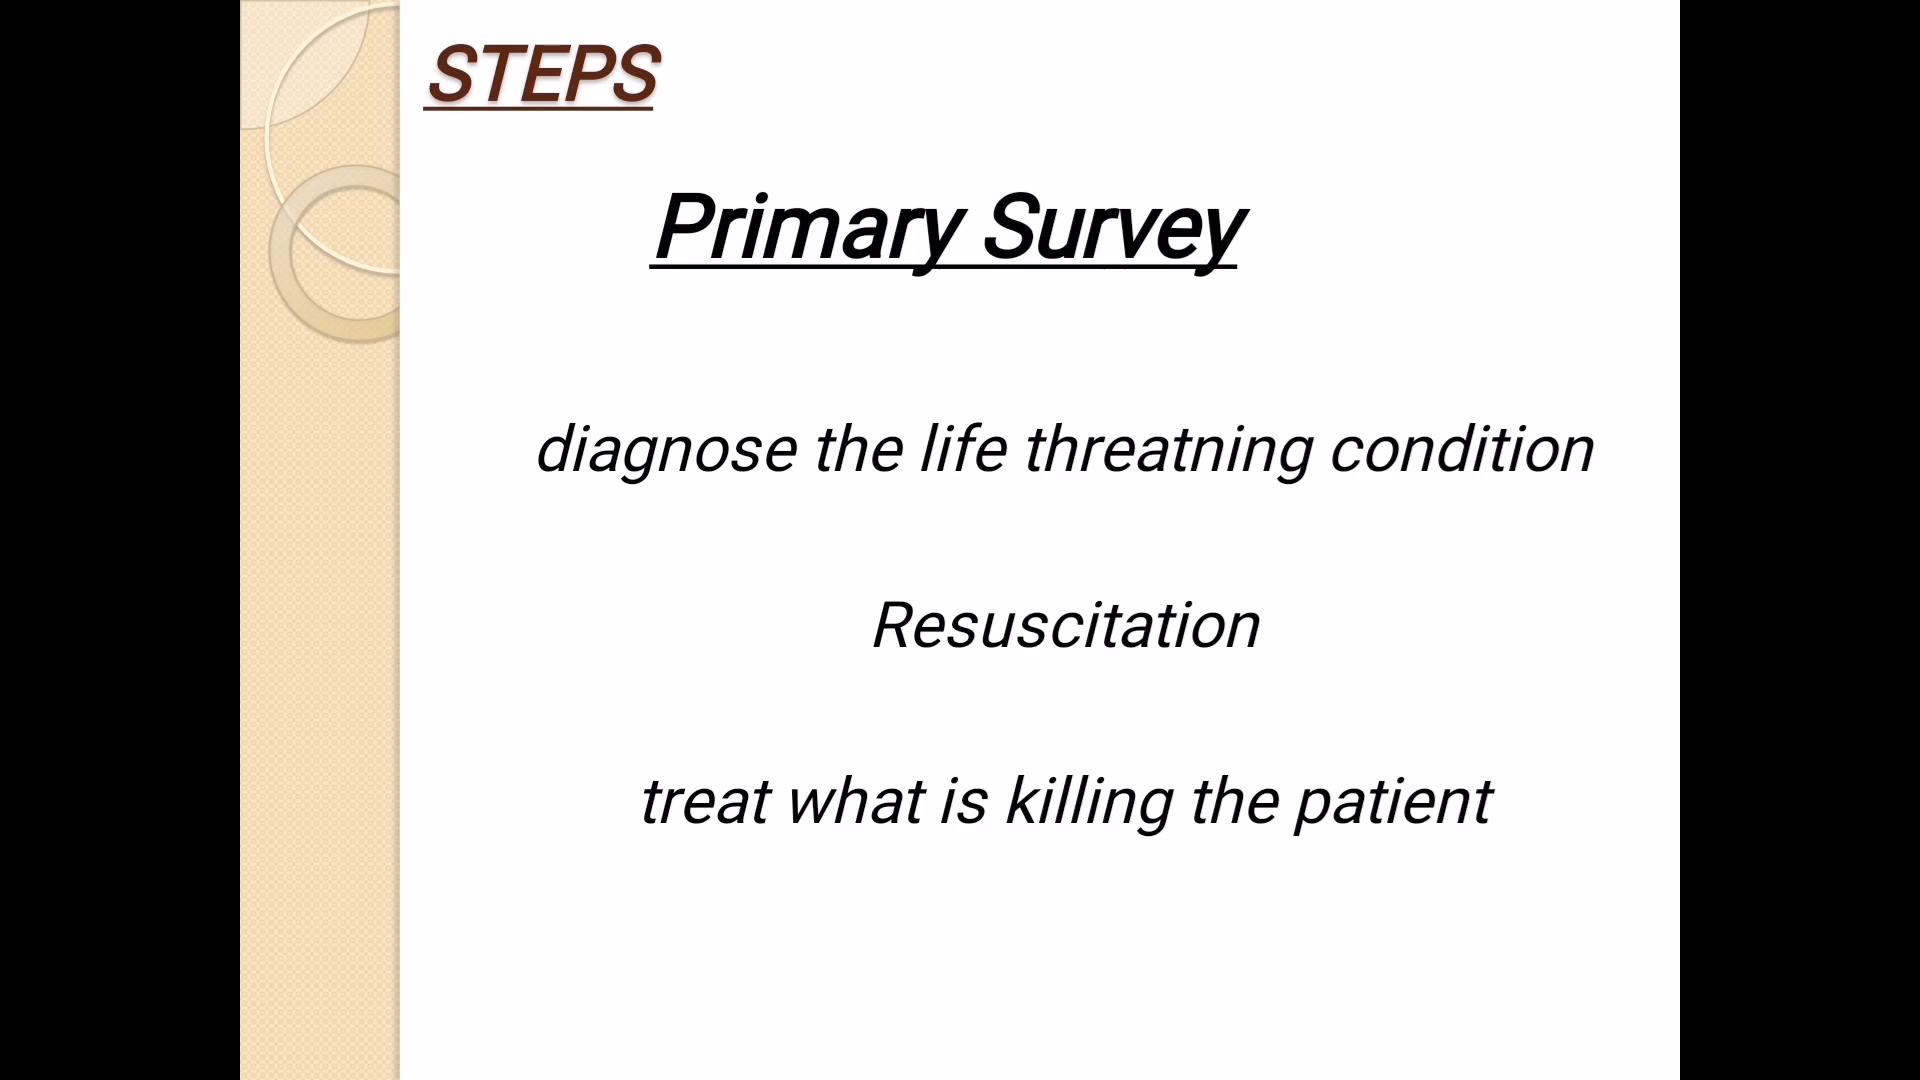 STEPS
Primary Survey
diagnose the life threatning condition
Resuscitation
treat what is killing the patient